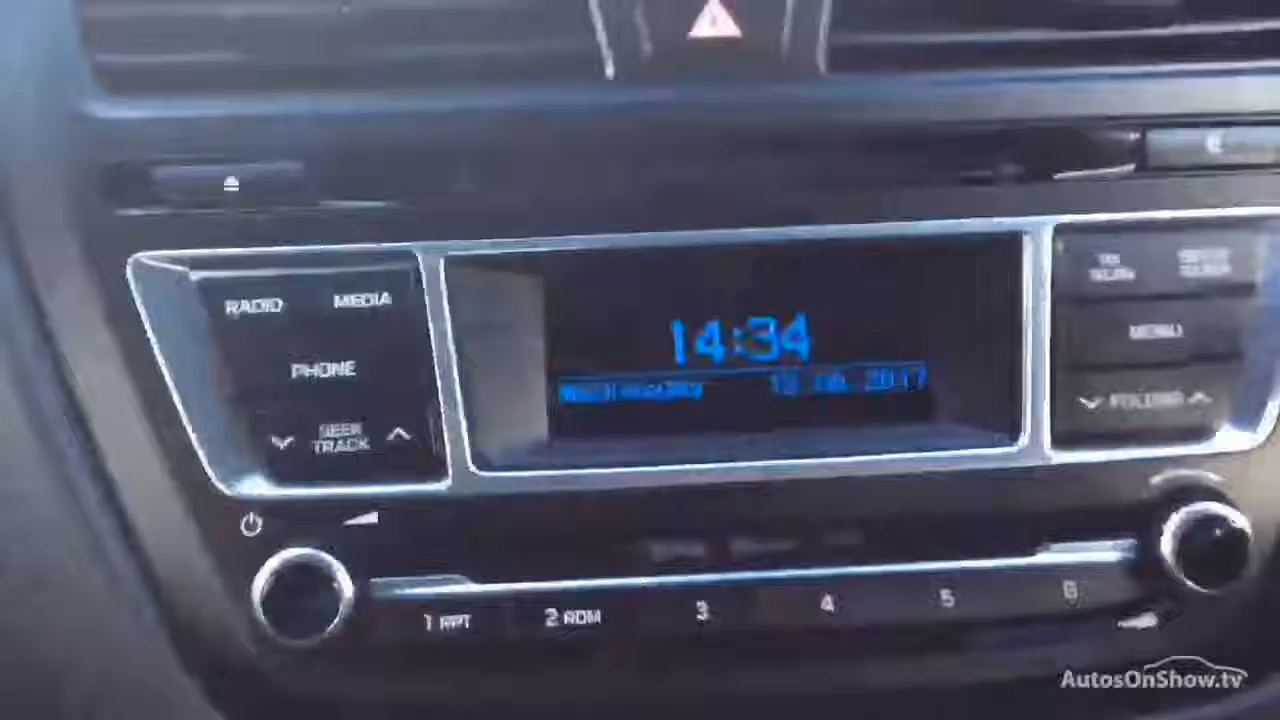 RADIO MEDIA
PHONE
SEEK
TRACK
14:34
2017
MENU
FOLDER
1 RPT 2 RDM 3 4 5 6
AutosOnShow.tv